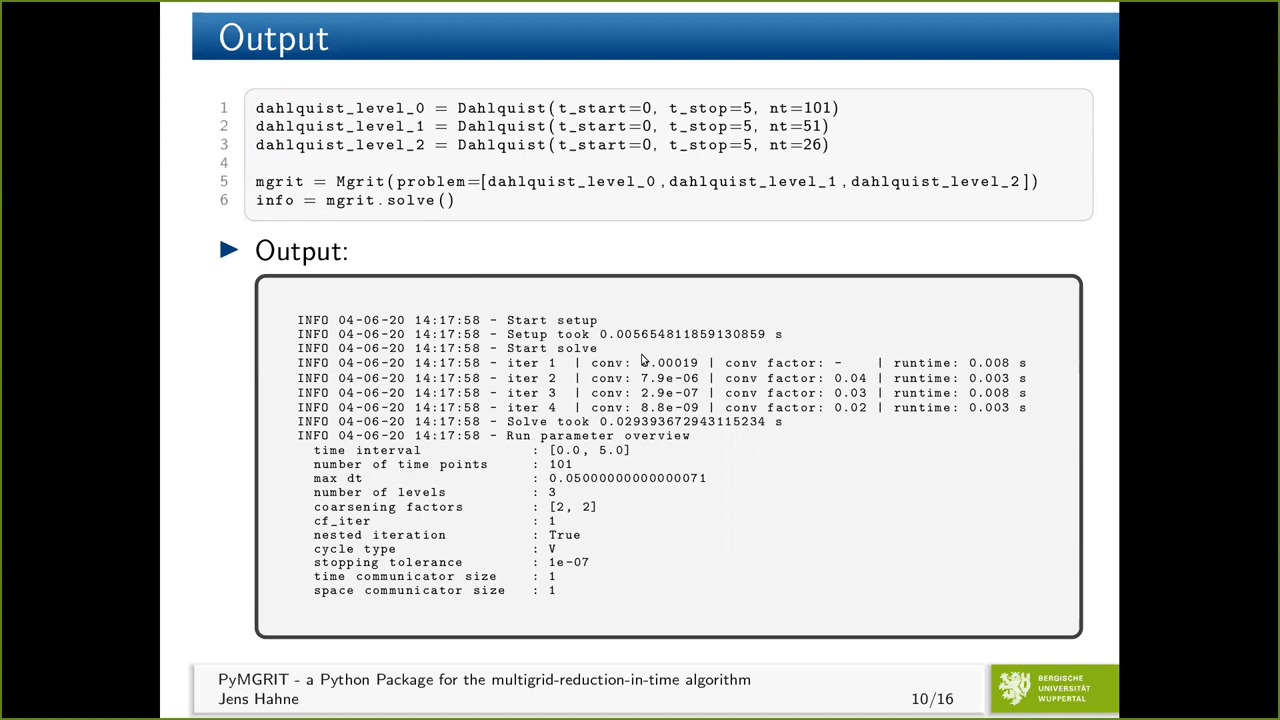 Output
1 dahlquist_level_0 = Dahlquist(t_start=0, t_stop=5, nt=101)
2 dahlquist_level_1 = Dahlquist(t_start=0, t_stop=5, nt=51)
3 dahlquist_level_2 = Dahlquist(t_start=0, t_stop=5, nt=26)
4
5 mgrit = Mgrit(problem=[dahlquist_level_0,dahlquist_level_1,dahlquist_level_2])
6 info = mgrit.solve()
▶ Output:
INFO 04-06-20 14:17:58 - Start setup
INFO 04-06-20 14:17:58 - Setup took 0.005654811859130859 s
INFO 04-06-20 14:17:58 - Start solve
INFO 04-06-20 14:17:58 - iter 1 | conv: 0.00019 | conv factor: - | runtime: 0.008 s
INFO 04-06-20 14:17:58 - iter 2 | conv: 7.9e-06 | conv factor: 0.04 | runtime: 0.003 s
INFO 04-06-20 14:17:58 - iter 3 | conv: 2.9e-07 | conv factor: 0.03 | runtime: 0.008 s
INFO 04-06-20 14:17:58 - iter 4 | conv: 8.8e-09 | conv factor: 0.02 | runtime: 0.003 s
INFO 04-06-20 14:17:58 - Solve took 0.029393672943115234 s
INFO 04-06-20 14:17:58 - Run parameter overview
time interval : [0.0, 5.0]
number of time points : 101
max dt : 0.05000000000000071
number of levels : 3
coarsening factors : [2, 2]
cf_iter : 1
nested iteration : True
cycle type : V
stopping tolerance : 1e-07
time communicator size : 1
space communicator size : 1
PyMGRIT - a Python Package for the multigrid-reduction-in-time algorithm
Jens Hahne
10/16
BERGISCHE
UNIVERSITÄT
WUPPERTAL